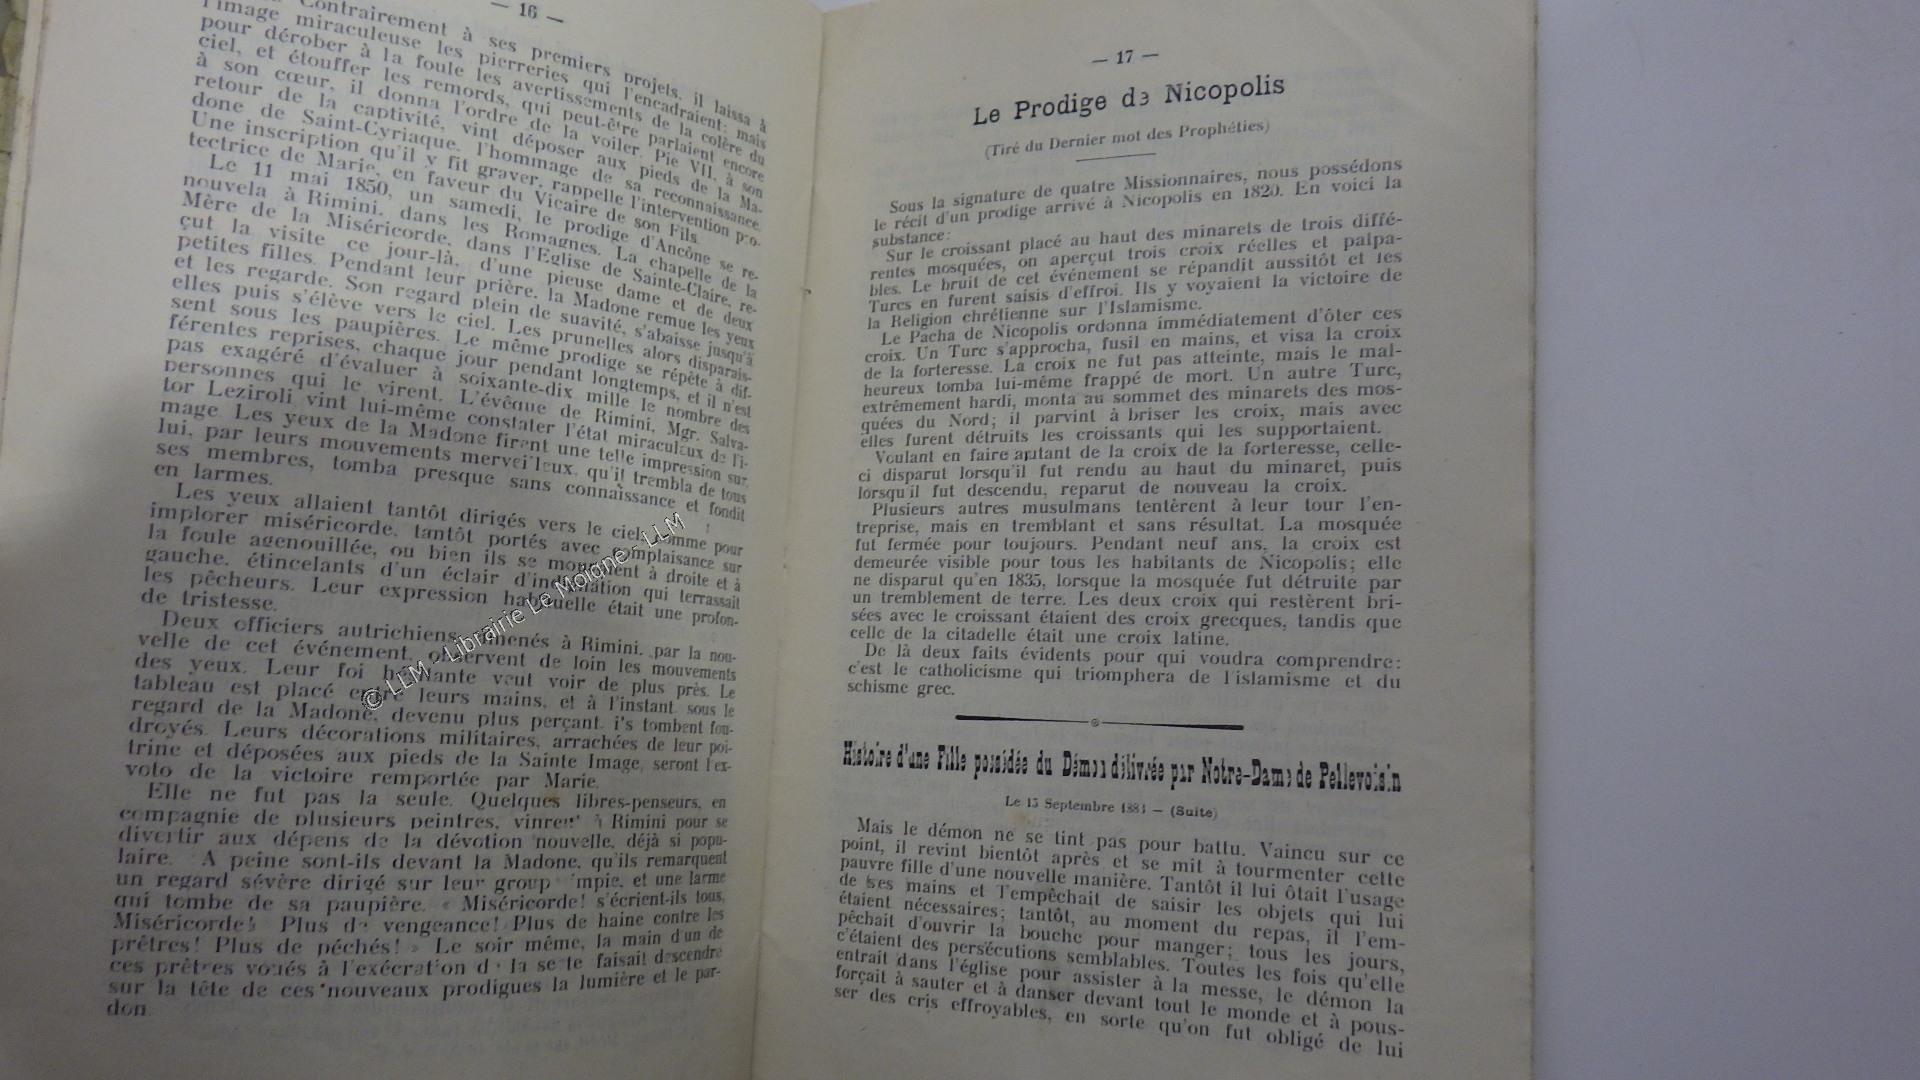 — 16 —
Contrairement à ses premiers projets, il laissa à
l'image miraculeuse les pierreries qui l'encadraient; mais
pour dérober à la foule les avertissements de la colère du
ciel, et étouffer les remords, qui peut-être parlaient encore
à son cœur, il donna l'ordre de la voiler. Pie VII, à son
retour de la captivité, vint déposer aux pieds de la Ma-
done de Saint-Cyriaque, l'hommage de sa reconnaissance.
Une inscription qu'il y fit graver, rappelle l'intervention pro-
tectrice de Marie, en faveur du Vicaire de son Fils.
Le 11 mai 1850, un samedi, le prodige d'Ancône se re-
nouvela à Rimini, dans les Romagnes. La chapelle de la
Mère de la Miséricorde, dans l'Eglise de Sainte-Claire, re-
çut la visite ce jour-là, d'une pieuse dame et de deux
petites filles. Pendant leur prière, la Madone remue les yeux
et les regarde. Son regard plein de suavité, s'abaisse jusqu'à
elles puis s'élève vers le ciel. Les prunelles alors disparais-
sent sous les paupières. Le même prodige se répète à dif-
férentes reprises, chaque jour pendant longtemps, et il n'est
pas exagéré d'évaluer à soixante-dix mille le nombre des
personnes qui le virent. L'évêque de Rimini, Mgr. Salva-
tor Leziroli, vint lui-même constater l'état miraculeux de l'i-
mage. Les yeux de la Madone firent une telle impression sur
lui, par leurs mouvements merveilleux, qu'il trembla de tous
ses membres, tomba presque sans connaissance et fondit
en larmes.
Les yeux allaient tantôt dirigés vers le ciel, comme pour
implorer miséricorde, tantôt portés avec complaisance sur
la foule agenouillée, ou bien ils se montrent à droite et à
gauche, étincelants d'un éclair d'indignation qui terrassait
les pêcheurs. Leur expression habituelle était une profon-
de tristesse.
Deux officiers autrichiens, amenés à Rimini, par la nou-
velle de cet événement, observent de loin les mouvements
des yeux. Leur foi brûlante veut voir de plus près. Le
tableau est placé entre leurs mains, et à l'instant, sous le
regard de la Madone, devenu plus perçant, i's tombent fou-
droyés. Leurs décorations militaires, arrachées de leur poi-
trine et déposées aux pieds de la Sainte Image, seront l'ex-
voto de la victoire remportée par Marie.
Elle ne fut pas la seule. Quelques libres-penseurs, en
compagnie de plusieurs peintres, vinrent à Rimini pour se
divertir aux dépens de la dévotion nouvelle, déjà si popu-
laire. A peine sont-ils devant la Madone, qu'ils remarquent
un regard sévère dirigé sur leur group impie, et une larme
qui tombe de sa paupière. « Miséricorde! s'écrient-ils tous,
Miséricorde! Plus de vengeance! Plus de haine contre les
prêtres! Plus de péchés! » Le soir même, la main d'un de
ces prêtres voués à l'exécration de la secte faisait descendre
sur la tête de ces nouveaux prodigues la lumière et le par-
don.
© LLM - Librairie Le Moigne - LLM
— 17 —
Le Prodige de Nicopolis
(Tiré du Dernier mot des Prophéties)
Sous la signature de quatre Missionnaires, nous possédons
le récit d'un prodige arrivé à Nicopolis en 1820. En voici la
substance:
Sur le croissant placé au haut des minarets de trois diffé-
rentes mosquées, on aperçut trois croix réelles et palpa-
bles. Le bruit de cet événement se répandit aussitôt et les
Turcs en furent saisis d'effroi. Ils y voyaient la victoire de
la Religion chrétienne sur l'Islamisme.
Le Pacha de Nicopolis ordonna immédiatement d'ôter ces
croix. Un Turc s'approcha, fusil en mains, et visa la croix
de la forteresse. La croix ne fut pas atteinte, mais le mal-
heureux tomba lui-même frappé de mort. Un autre Turc,
extrêmement hardi, monta au sommet des minarets des mos-
quées du Nord; il parvint à briser les croix, mais avec
elles furent détruits les croissants qui les supportaient.
Voulant en faire autant de la croix de la forteresse, celle-
ci disparut lorsqu'il fut rendu au haut du minaret, puis
lorsqu'il fut descendu, reparut de nouveau la croix.
Plusieurs autres musulmans tentèrent à leur tour l'en-
treprise, mais en tremblant et sans résultat. La mosquée
fut fermée pour toujours. Pendant neuf ans, la croix est
demeurée visible pour tous les habitants de Nicopolis; elle
ne disparut qu'en 1835, lorsque la mosquée fut détruite par
un tremblement de terre. Les deux croix qui restèrent bri-
sées avec le croissant étaient des croix grecques, tandis que
celle de la citadelle était une croix latine.
De là deux faits évidents pour qui voudra comprendre:
c'est le catholicisme qui triomphera de l'islamisme et du
schisme grec.
Histoire d'une Fille possédée du Démon délivrée par Notre-Dame de Pellevoisin
Le 15 Septembre 1881 — (Suite)
Mais le démon ne se tint pas pour battu. Vaincu sur ce
point, il revint bientôt après et se mit à tourmenter cette
pauvre fille d'une nouvelle manière. Tantôt il lui ôtait l'usage
de ses mains et l'empêchait de saisir les objets qui lui
étaient nécessaires; tantôt, au moment du repas, il l'em-
pêchait d'ouvrir la bouche pour manger; tous les jours,
c'étaient des persécutions semblables. Toutes les fois qu'elle
entrait dans l'église pour assister à la messe, le démon la
forçait à sauter et à danser devant tout le monde et à pous-
ser des cris effroyables, en sorte qu'on fut obligé de lui